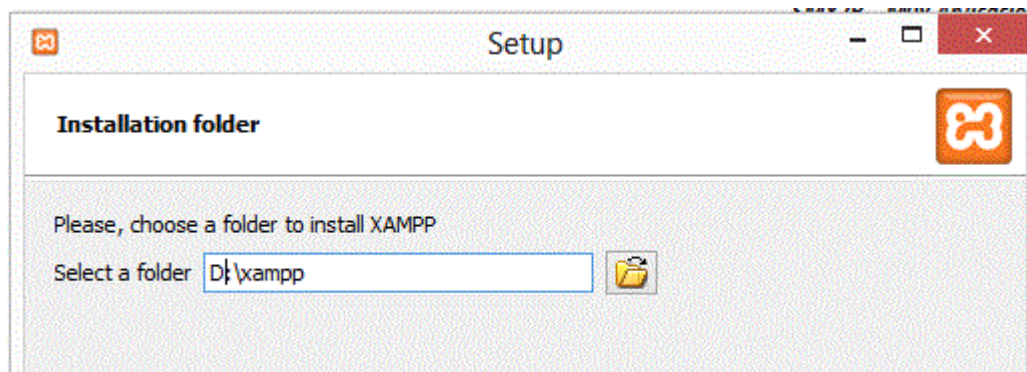 Setup
Installation folder
Please, choose a folder to install XAMPP
Select a folder D:\xampp